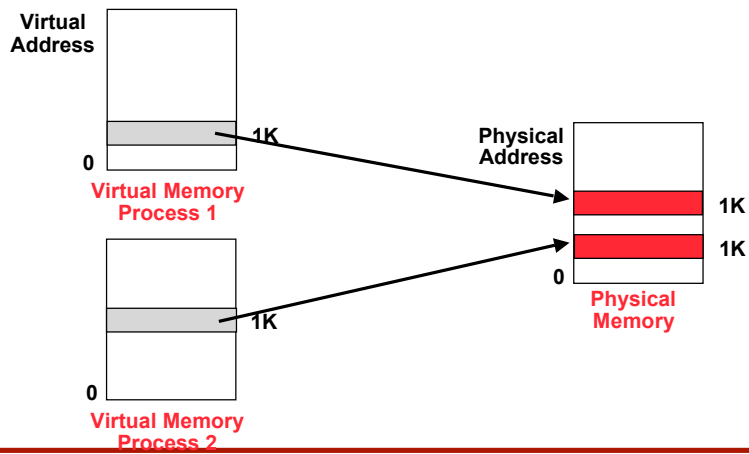 Virtual
Address
1K
0
Virtual Memory
Process 1
Physical
Address
1K
1K
0
Physical
Memory
1K
0
Virtual Memory
Process 2